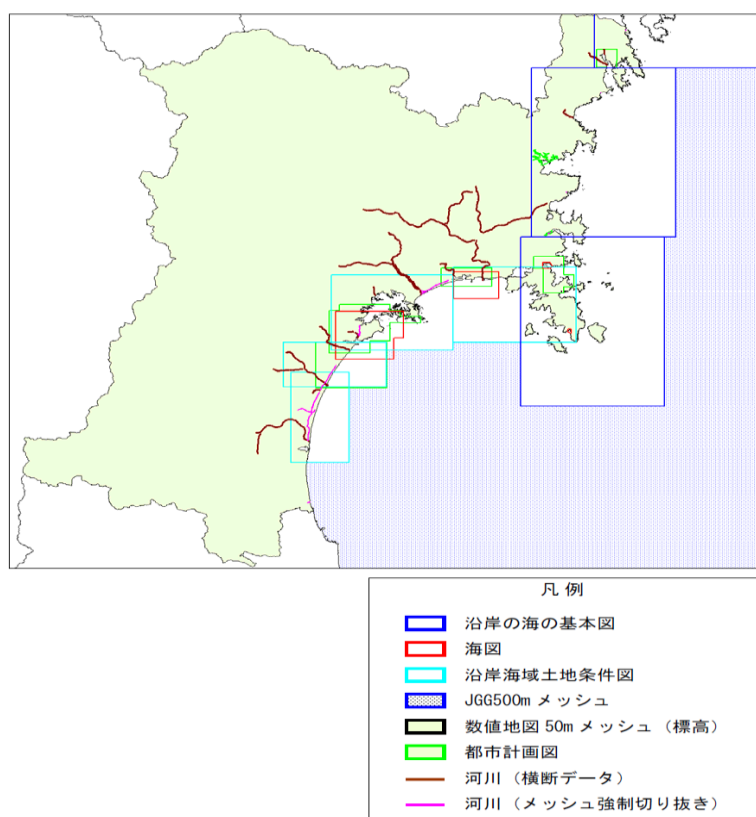 凡例
沿岸の海の基本図
海図
沿岸海域土地条件図
JGG500m メッシュ
数値地図 50m メッシュ（標高）
都市計画図
河川（横断データ）
河川（メッシュ強制切り抜き）